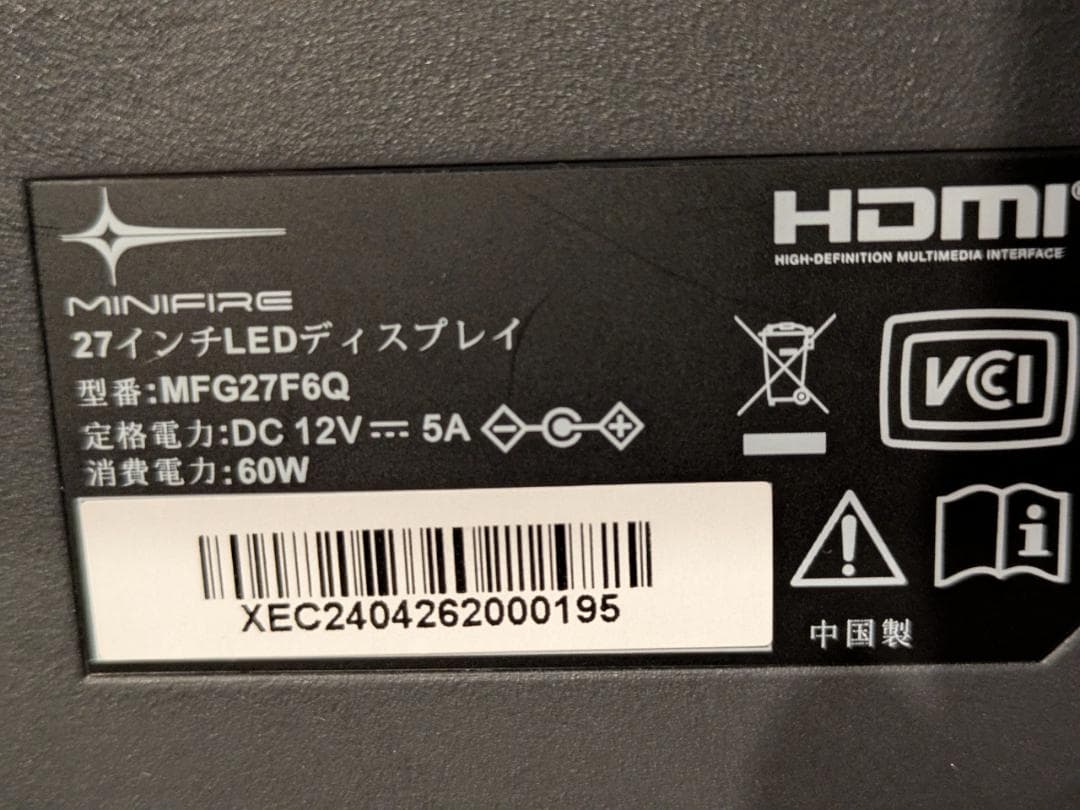 MINIFIRE
27インチLEDディスプレイ
型番:MFG27F6Q
定格電力:DC 12V 5A
消費電力:60W
XEC2404262000195
HDMI
HIGH-DEFINITION MULTIMEDIA INTERFACE
VCCI
中国製